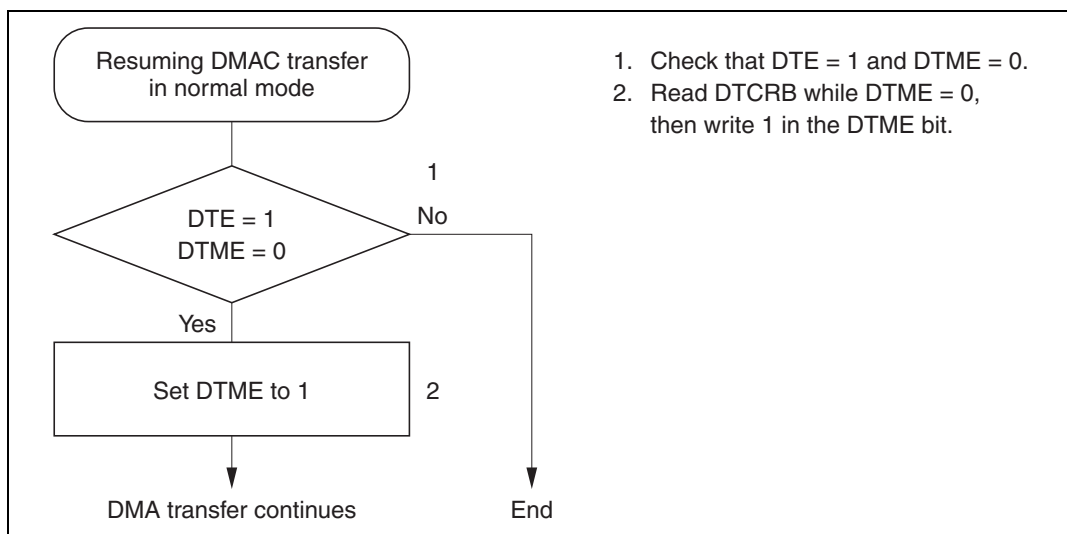 Resuming DMAC transfer
in normal mode
1. Check that DTE = 1 and DTME = 0.
2. Read DTCRB while DTME = 0,
then write 1 in the DTME bit.
1
DTE = 1
DTME = 0
No
Yes
Set DTME to 1
2
DMA transfer continues
End